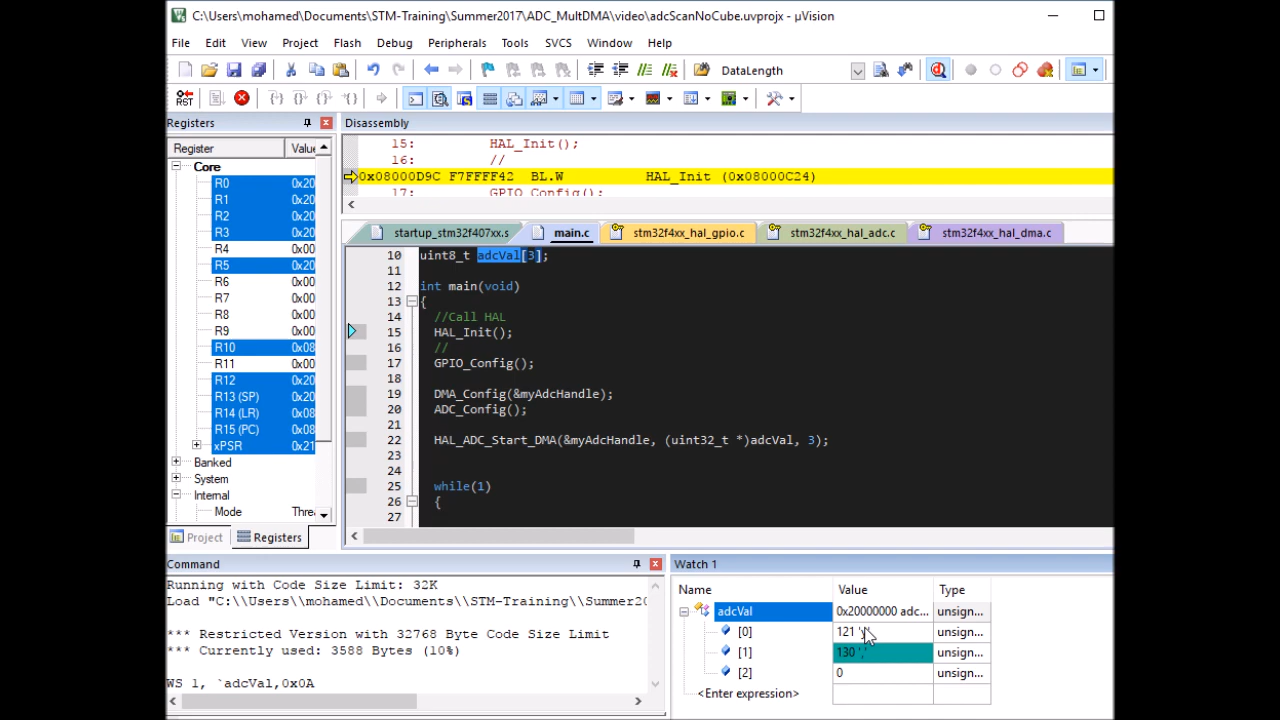 C:\Users\mohamed\Documents\STM-Training\Summer2017\ADC_MultDMA\video\adcScanNoCube.uvprojx - µVision
File Edit View Project Flash Debug Peripherals Tools SVCS Window Help
DataLength
RST
Registers
Register Value
Core
R0 0x20
R1 0x20
R2 0x20
R3 0x20
R4 0x00
R5 0x20
R6 0x00
R7 0x00
R8 0x00
R9 0x00
R10 0x08
R11 0x00
R12 0x20
R13 (SP) 0x20
R14 (LR) 0x08
R15 (PC) 0x08
xPSR 0x21
Banked
System
Internal
Mode Thre
Project Registers
Disassembly
15: HAL_Init();
16: //
0x08000D9C F7FFFF42 BL.W HAL_Init (0x08000C24)
17: GPIO_Config();
startup_stm32f407xx.s main.c stm32f4xx_hal_gpio.c stm32f4xx_hal_adc.c stm32f4xx_hal_dma.c
10 uint8_t adcVal[3];
11
12 int main(void)
13 {
14 //Call HAL
15 HAL_Init();
16 //
17 GPIO_Config();
18
19 DMA_Config(&myAdcHandle);
20 ADC_Config();
21
22 HAL_ADC_Start_DMA(&myAdcHandle, (uint32_t *)adcVal, 3);
23
24
25 while(1)
26 {
27
Command
Running with Code Size Limit: 32K
Load "C:\\Users\\mohamed\\Documents\\STM-Training\\Summer20
*** Restricted Version with 32768 Byte Code Size Limit
*** Currently used: 3588 Bytes (10%)
WS 1, `adcVal,0x0A
Watch 1
Name Value Type
adcVal 0x20000000 adc... unsign...
[0] 121 unsign...
[1] 130 ',' unsign...
[2] 0 unsign...
<Enter expression>